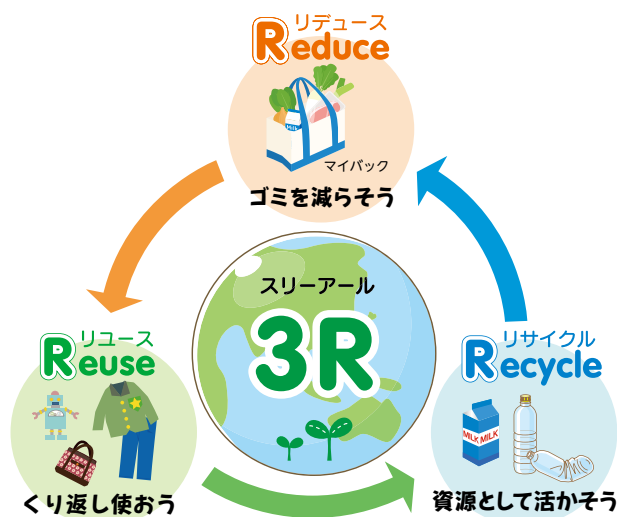 リデュース
Reduce
Milk
マイバック
ゴミを減らそう
スリーアール
3R
リユース
Reuse
くり返し使おう
リサイクル
Recycle
MILK MILK
資源として活かそう